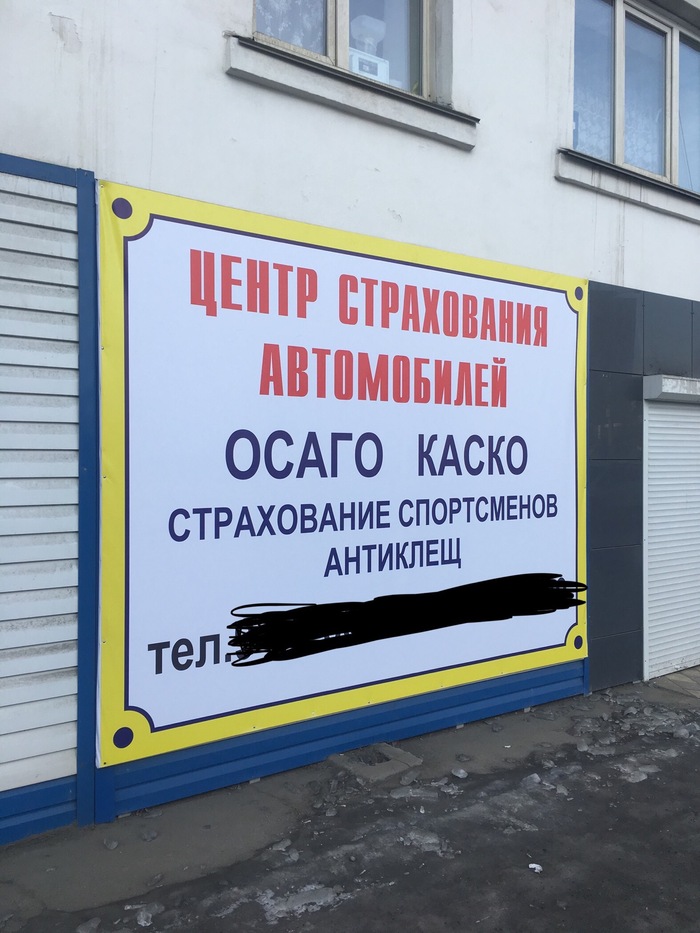 ЦЕНТР СТРАХОВАНИЯ
АВТОМОБИЛЕЙ
ОСАГО КАСКО
СТРАХОВАНИЕ СПОРТСМЕНОВ
АНТИКЛЕЩ
тел.